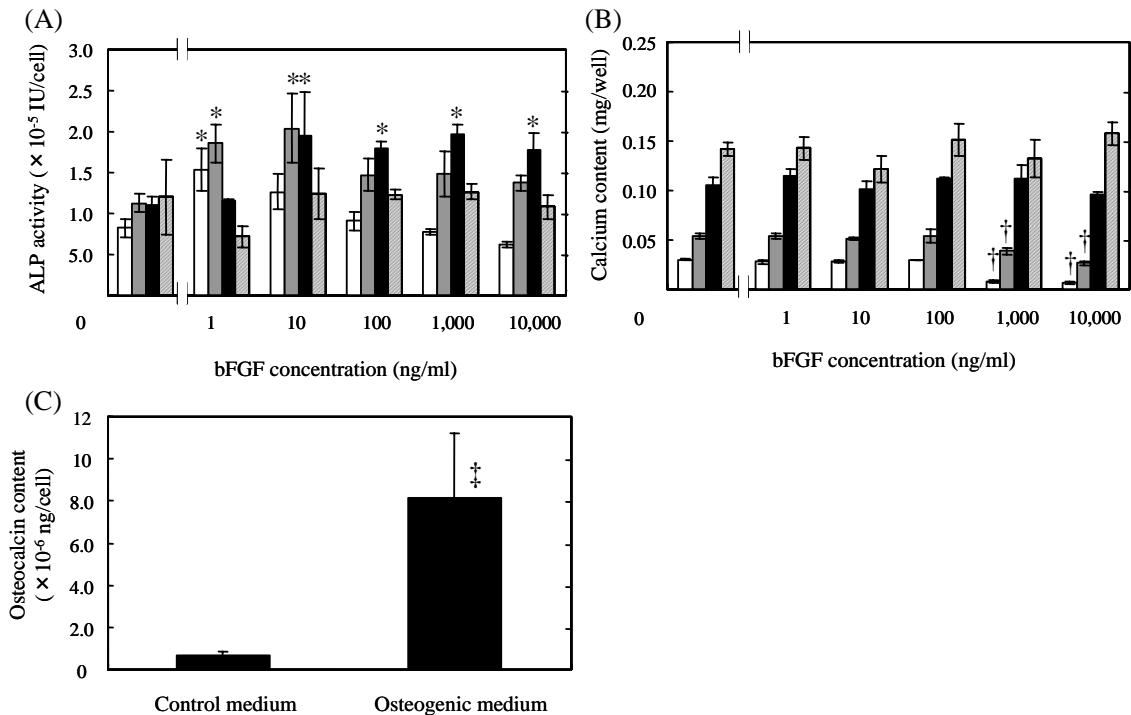 (A)
ALP activity ( × 10-5 IU/cell)
3.0
2.5
2.0
1.5
1.0
5.0
0
* * ** * * *
1 10 100 1,000 10,000
bFGF concentration (ng/ml)
(B)
Calcium content (mg/well)
0.25
0.20
0.15
0.10
0.05
0
† † † †
1 10 100 1,000 10,000
bFGF concentration (ng/ml)
(C)
Osteocalcin content
( × 10-6 ng/cell)
12
10
8.0
6.0
4.0
2.0
0
‡
Control medium Osteogenic medium